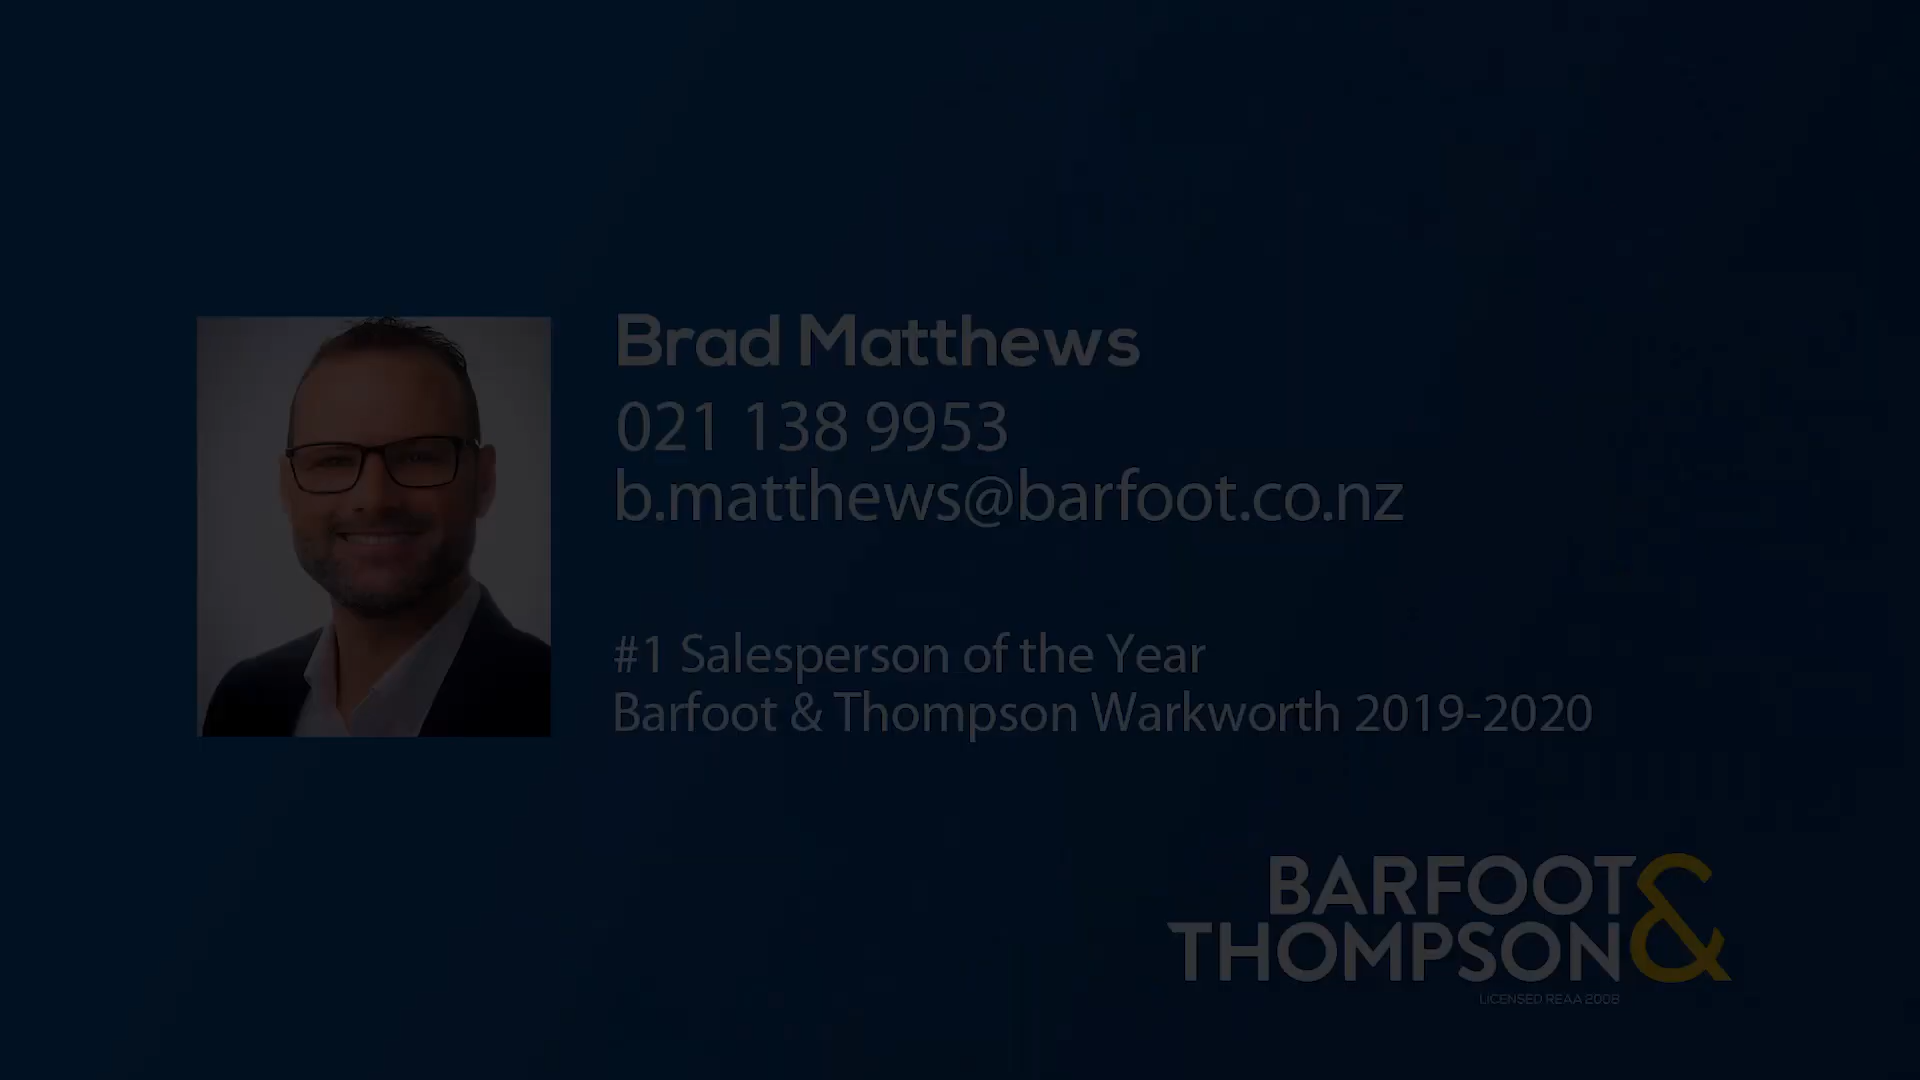 Brad Matthews
021 138 9953
b.matthews@barfoot.co.nz
#1 Salesperson of the Year
Barfoot & Thompson Warkworth 2019-2020
BARFOOT &
THOMPSON
LICENSED REAA 2008